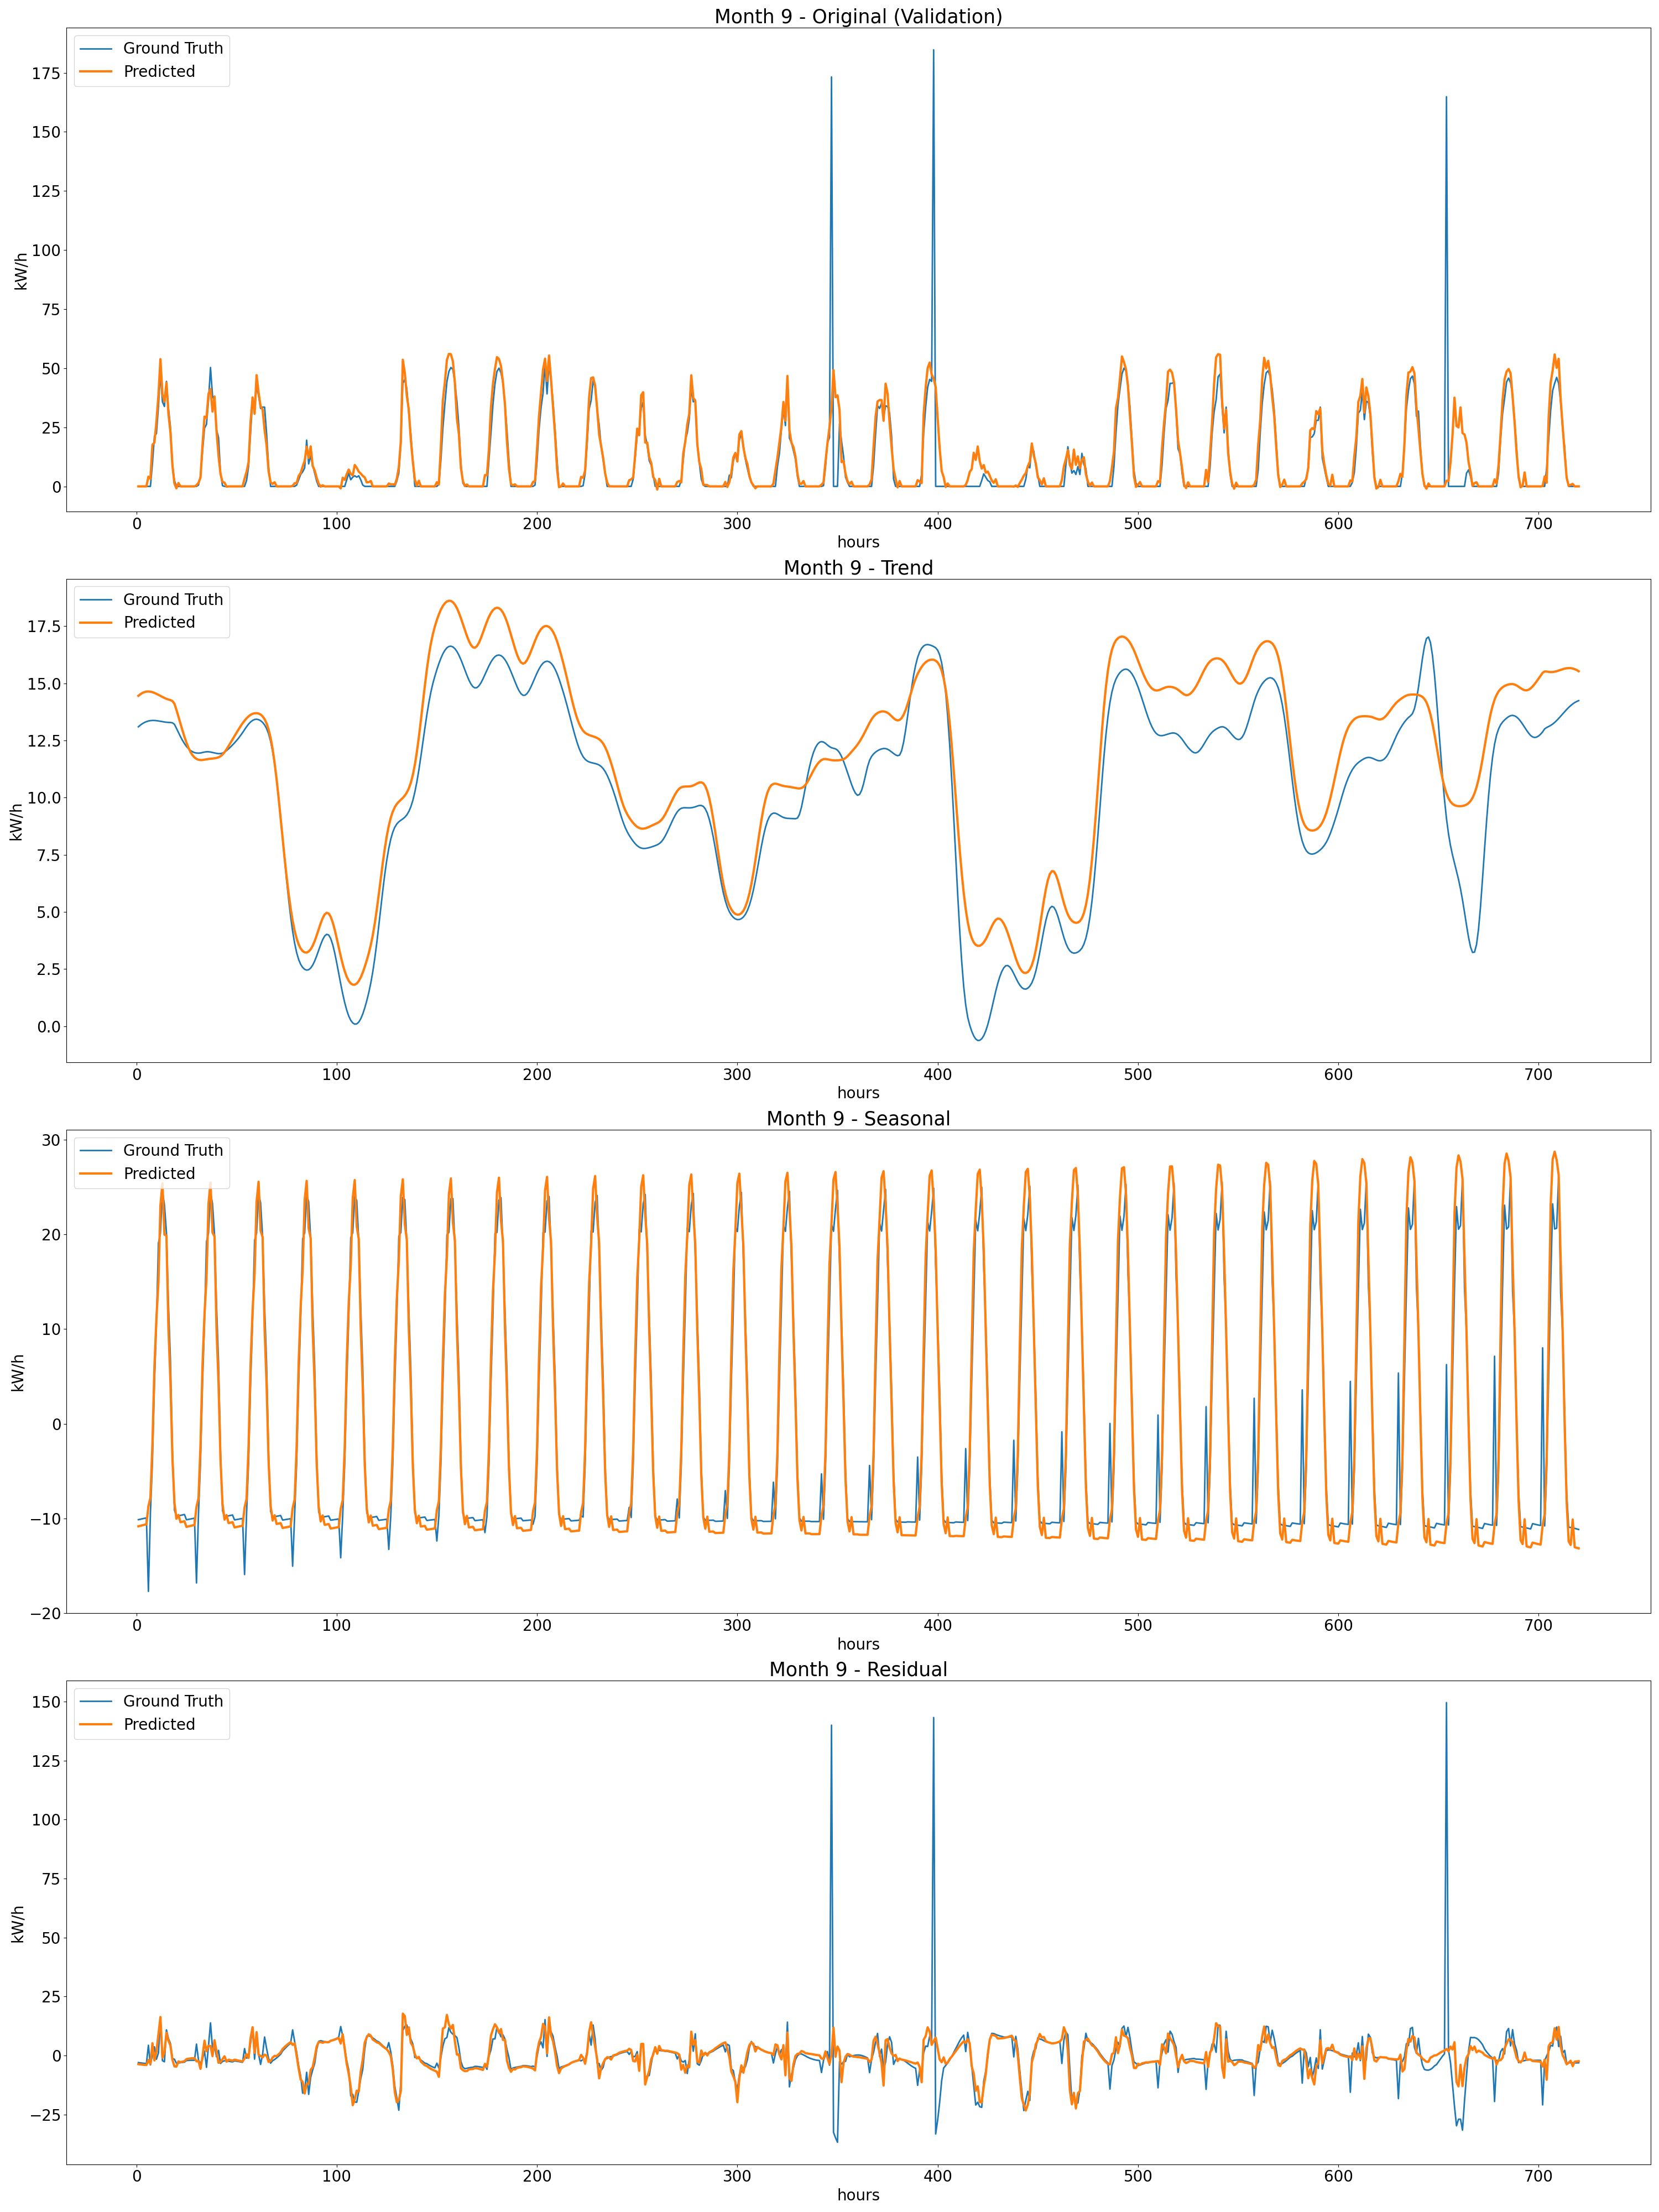 Month 9 - Original (Validation)
Ground Truth
Predicted
175
150
125
100
75
50
25
0
kW/h
0 100 200 300 400 500 600 700
hours
Month 9 - Trend
Ground Truth
Predicted
17.5
15.0
12.5
10.0
7.5
5.0
2.5
0.0
kW/h
0 100 200 300 400 500 600 700
hours
Month 9 - Seasonal
Ground Truth
Predicted
30
20
10
0
−10
−20
kW/h
0 100 200 300 400 500 600 700
hours
Month 9 - Residual
Ground Truth
Predicted
150
125
100
75
50
25
0
−25
kW/h
0 100 200 300 400 500 600 700
hours